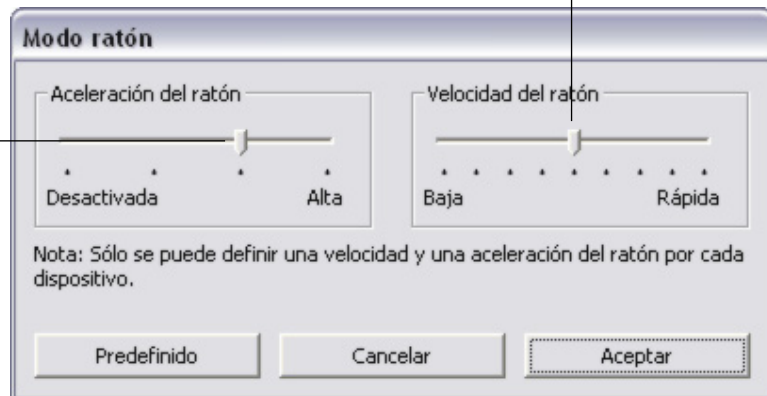 Modo ratón
Aceleración del ratón
Desactivada
Alta
Velocidad del ratón
Baja
Rápida
Nota: Sólo se puede definir una velocidad y una aceleración del ratón por cada
dispositivo.
Predefinido
Cancelar
Aceptar